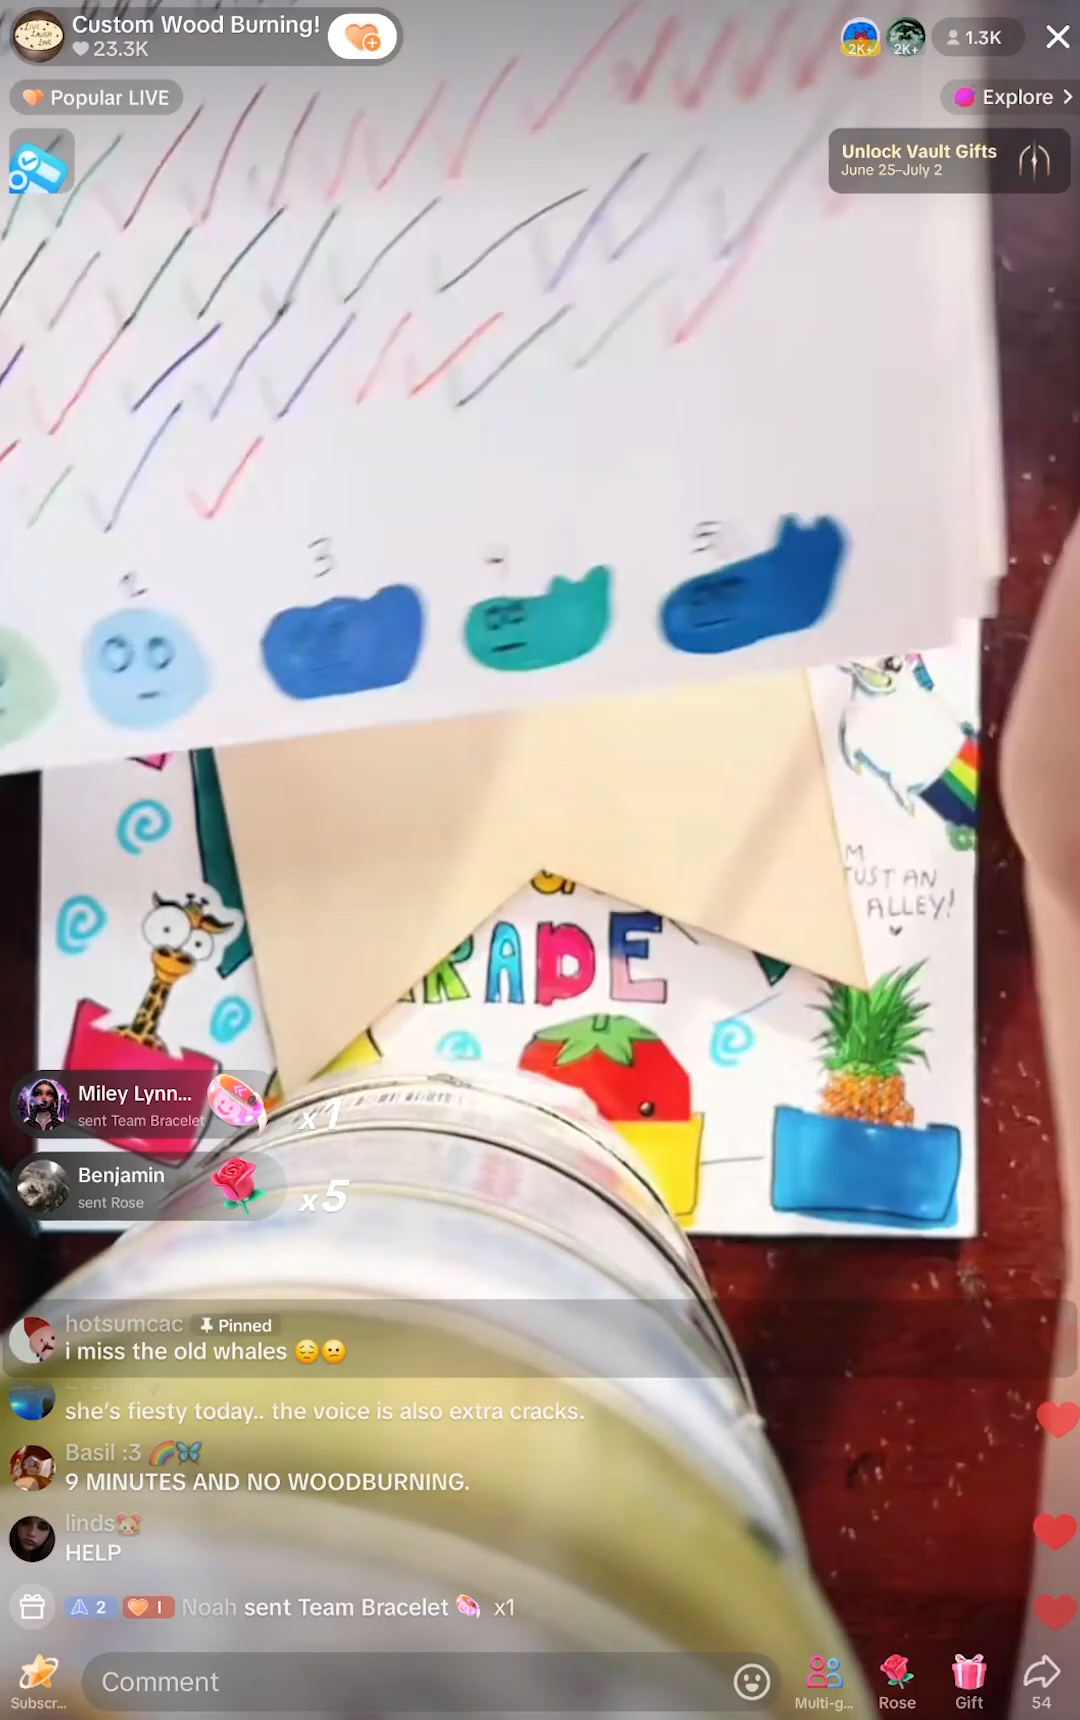 Custom Wood Burning!
23.3K
2K+
2K+
1.3K
Popular LIVE
Explore
Unlock Vault Gifts
June 25–July 2
2
3
4
5
M
JUST AN
ALLEY!
RADE
Miley Lynn...
sent Team Bracelet
x1
Benjamin
sent Rose
x5
hotsumcac Pinned
i miss the old whales 😔😕
she's fiesty today.. the voice is also extra cracks.
Basil :3 🌈🦋
9 MINUTES AND NO WOODBURNING.
linds🐹
HELP
2 I Noah sent Team Bracelet x1
Subscr...
Comment
Multi-g...
Rose
Gift
54